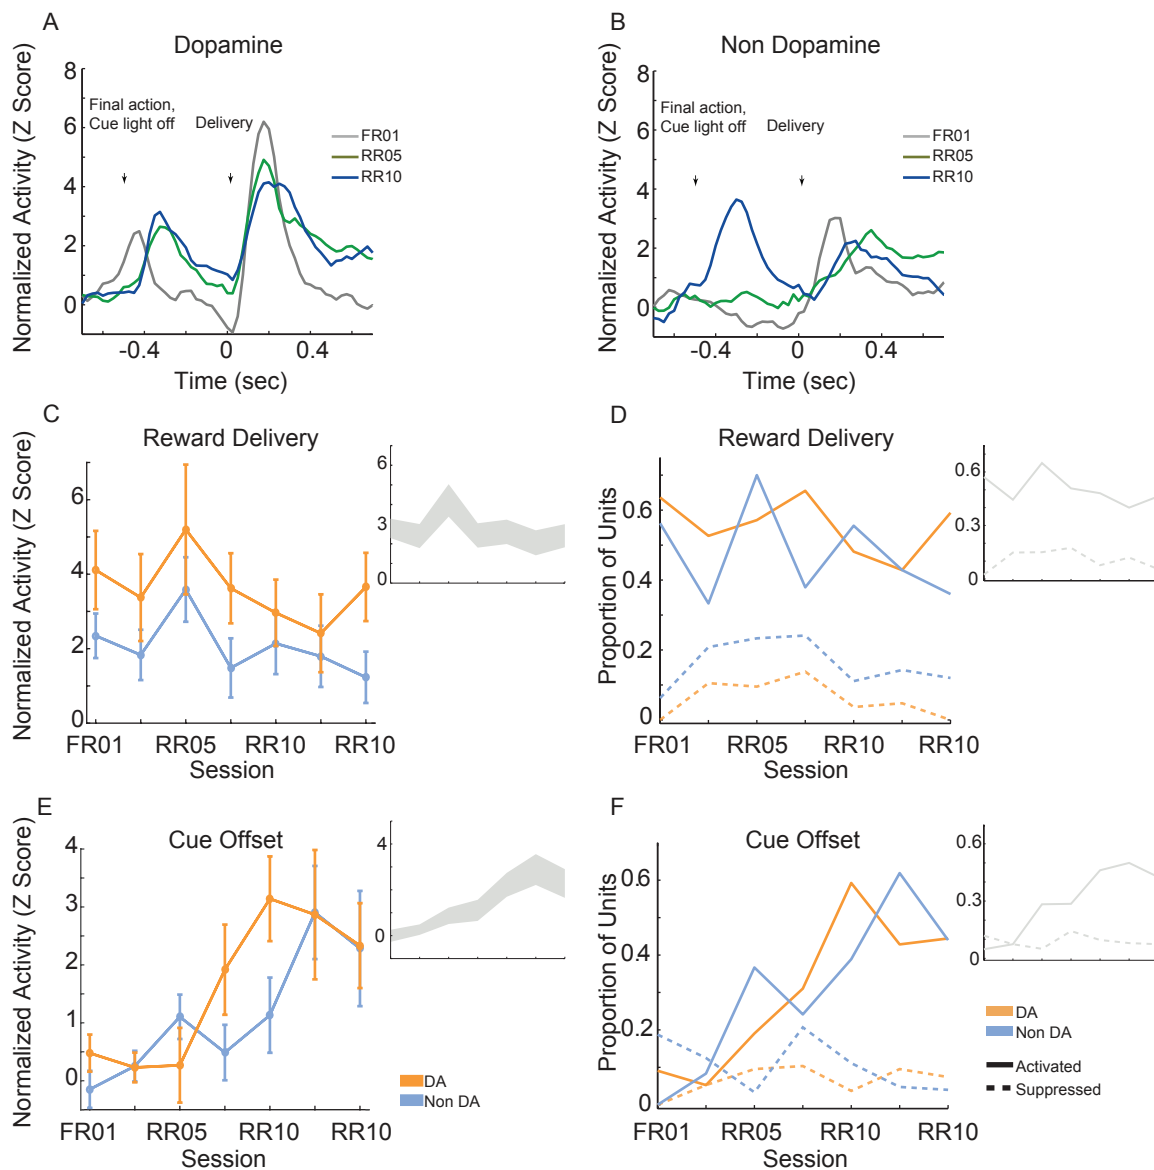 A
Dopamine
Normalized Activity (Z Score)
8
6
4
2
0
Final action,
Cue light off
Delivery
FR01
RR05
RR10
-0.4
0
0.4
Time (sec)
B
Non Dopamine
Normalized Activity (Z Score)
8
6
4
2
0
Final action,
Cue light off
Delivery
FR01
RR05
RR10
-0.4
0
0.4
Time (sec)
C
Reward Delivery
Normalized Activity (Z Score)
6
4
2
0
FR01
RR05
RR10
RR10
Session
6
3
0
D
Reward Delivery
Proportion of Units
0.6
0.4
0.2
0
FR01
RR05
RR10
RR10
Session
0.6
0.3
0
E
Cue Offset
Normalized Activity (Z Score)
4
3
2
1
0
DA
Non DA
FR01
RR05
RR10
RR10
Session
4
2
0
F
Cue Offset
Proportion of Units
0.6
0.4
0.2
0
FR01
RR05
RR10
RR10
Session
0.6
0.3
0
DA
Non DA
Activated
Suppressed